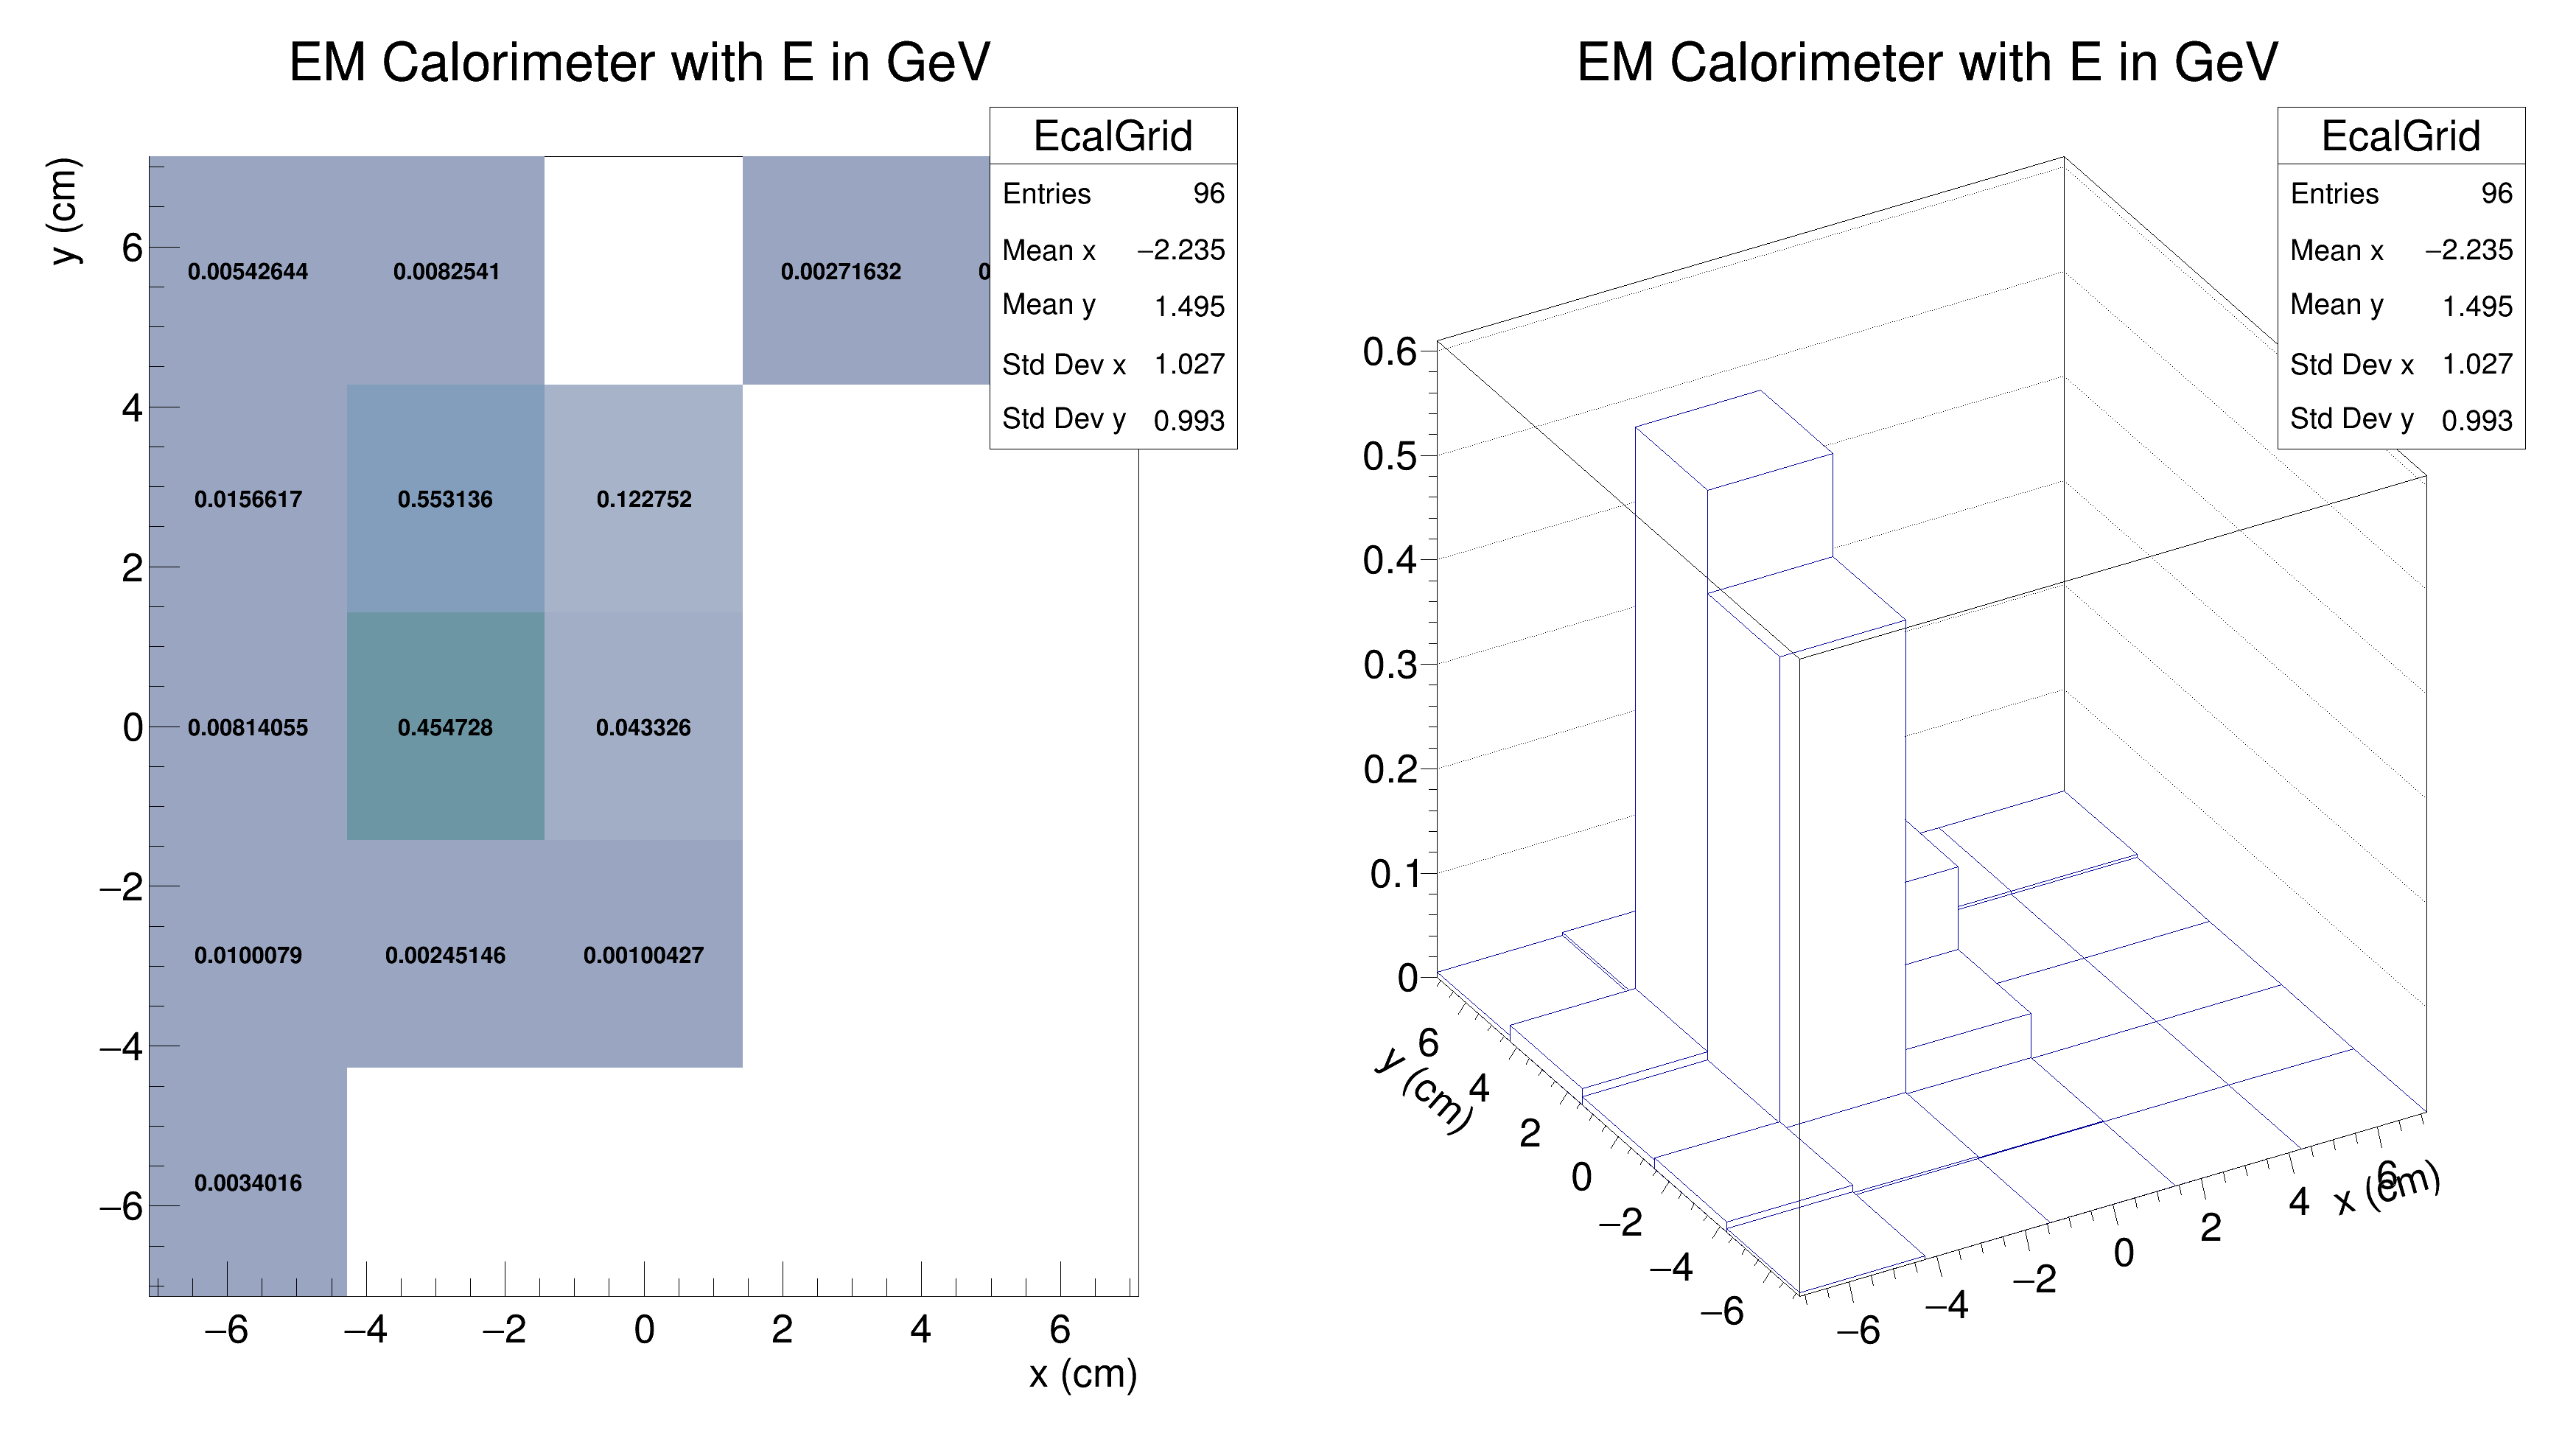 EM Calorimeter with E in GeV
EcalGrid
Entries 96
Mean x −2.235
Mean y 1.495
Std Dev x 1.027
Std Dev y 0.993
y (cm)
6
4
2
0
−2
−4
−6
0.00542644 0.0082541 0.00271632 0
0.0156617 0.553136 0.122752
0.00814055 0.454728 0.043326
0.0100079 0.00245146 0.00100427
0.0034016
−6 −4 −2 0 2 4 6
x (cm)
EM Calorimeter with E in GeV
EcalGrid
Entries 96
Mean x −2.235
Mean y 1.495
Std Dev x 1.027
Std Dev y 0.993
0.6
0.5
0.4
0.3
0.2
0.1
0
y (cm)
6
4
2
0
−2
−4
−6
−6 −4 −2 0 2 4 6
x (cm)